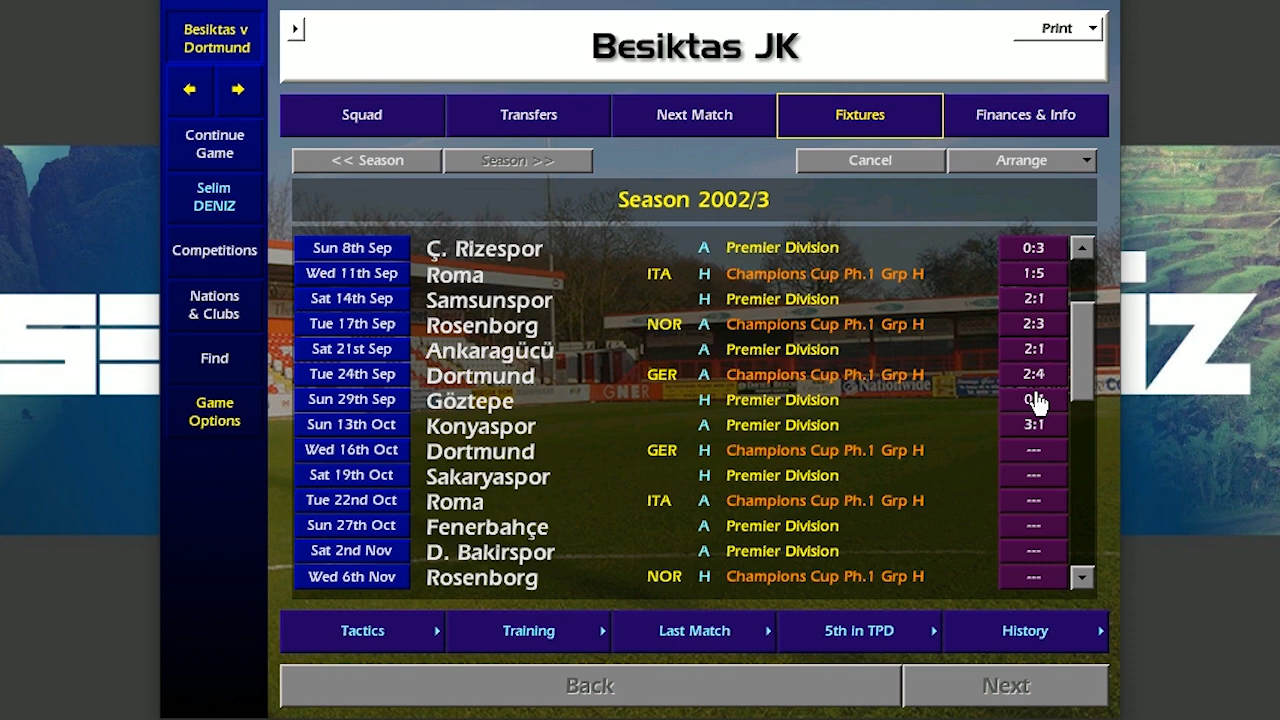 Besiktas v
Dortmund
Continue
Game
Selim
DENIZ
Competitions
Nations
& Clubs
Find
Game
Options
Besiktas JK
Print
Squad Transfers Next Match Fixtures Finances & Info
<< Season Season >> Cancel Arrange
Season 2002/3
Sun 8th Sep Ç. Rizespor A Premier Division 0:3
Wed 11th Sep Roma ITA H Champions Cup Ph.1 Grp H 1:5
Sat 14th Sep Samsunspor H Premier Division 2:1
Tue 17th Sep Rosenborg NOR A Champions Cup Ph.1 Grp H 2:3
Sat 21st Sep Ankaragücü A Premier Division 2:1
Tue 24th Sep Dortmund GER A Champions Cup Ph.1 Grp H 2:4
Sun 29th Sep Göztepe H Premier Division
Sun 13th Oct Konyaspor A Premier Division 3:1
Wed 16th Oct Dortmund GER H Champions Cup Ph.1 Grp H ---
Sat 19th Oct Sakaryaspor H Premier Division ---
Tue 22nd Oct Roma ITA A Champions Cup Ph.1 Grp H ---
Sun 27th Oct Fenerbahçe A Premier Division ---
Sat 2nd Nov D. Bakirspor A Premier Division ---
Wed 6th Nov Rosenborg NOR H Champions Cup Ph.1 Grp H ---
GNER
Nationwide
Tactics Training Last Match 5th in TPD History
Back Next